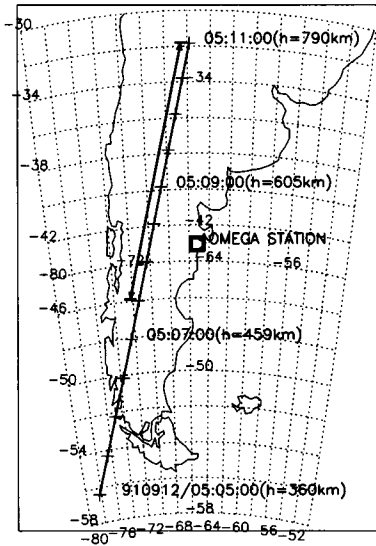 -30
05:11:00(h=790km)
-34
-34
-38
-38
05:09:00(h=605km)
-42
-42
OMEGA STATION
-64
-56
-72
-80
-46
05:07:00(h=459km)
-50
-50
-54
910912/05:05:00(h=360km)
-58
-58
-80 -76 -72 -68 -64 -60 -56 -52